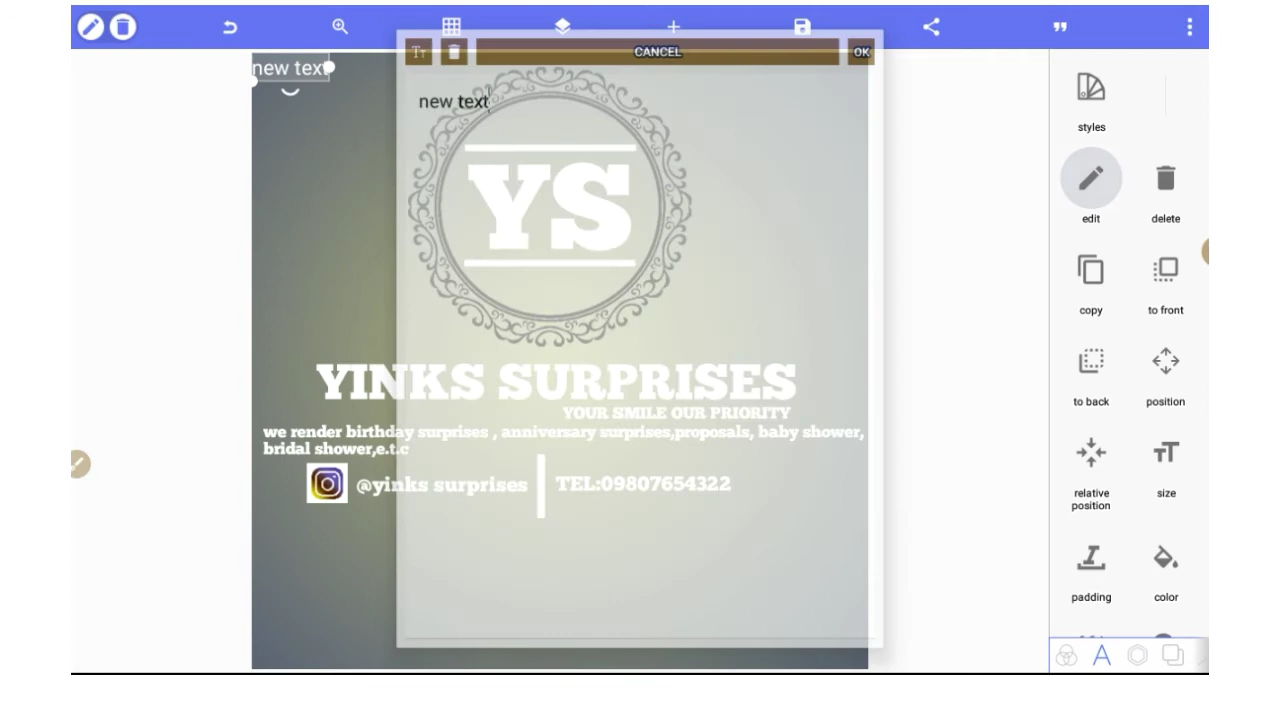 Tт CANCEL OK
new text
new text
YS
YINKS SURPRISES
YOUR SMILE OUR PRIORITY
we render birthday surprises , anniversary surprises,proposals, baby shower,
bridal shower,e.t.c
@yinks surprises
TEL:09807654322
styles
edit
delete
copy
to front
to back
position
relative
position
size
padding
color